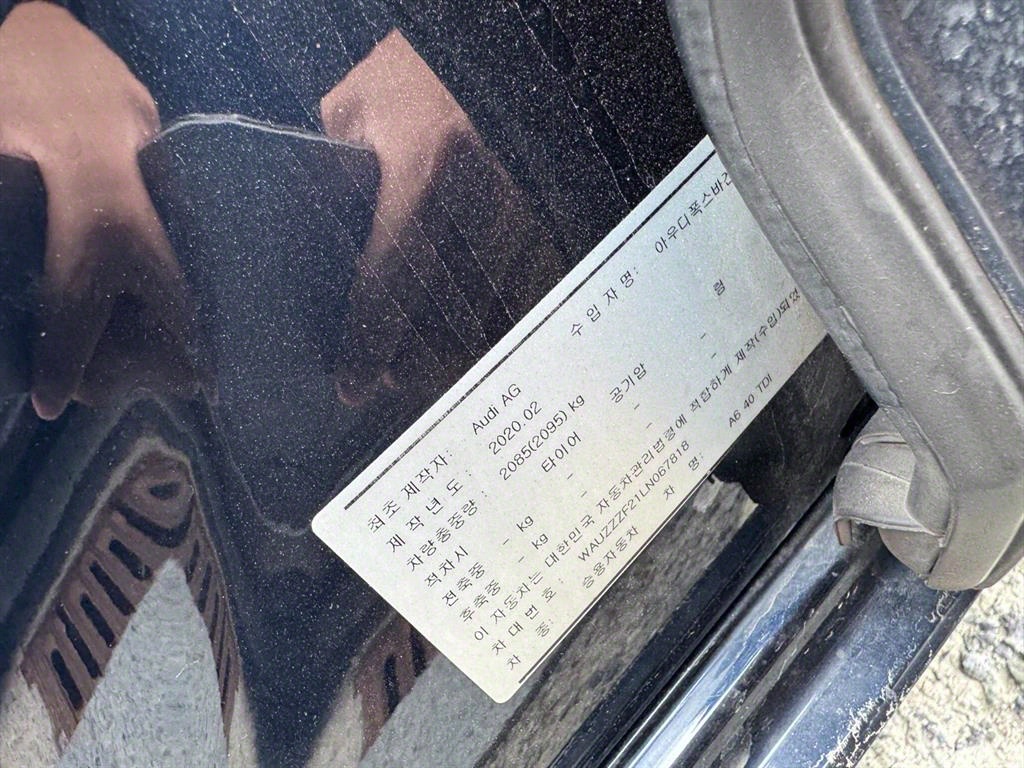 최초 제작자: Audi AG 수 입 자 명: 아우디폭스바겐
제 작 년 도 : 2020.02
차량총중량: 2085(2095) kg
적차시 타이어 공기압 령
전축중 - kg - - -
후축중 - kg - - -
이 자동차는 대한민국 자동차관리법령에 적합하게 제작(수입)되었
차 대 번 호 : WAUZZZF21LN067818
차 종: 승용자동차 차 명: A6 40 TDI